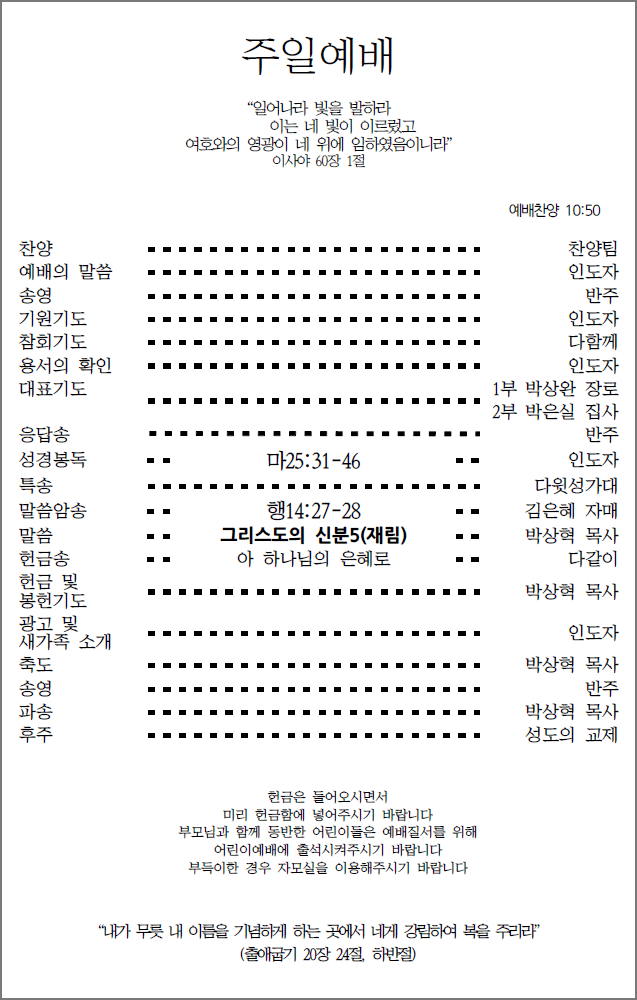 주일예배
“일어나라 빛을 발하라
이는 네 빛이 이르렀고
여호와의 영광이 네 위에 임하였음이니라”
이사야 60장 1절
예배찬양 10:50
찬양 찬양팀
예배의 말씀 인도자
송영 반주
기원기도 인도자
참회기도 다함께
용서의 확인 인도자
대표기도 1부 박상완 장로
2부 박은실 집사
응답송 반주
성경봉독 마25:31-46 인도자
특송 다윗성가대
말씀암송 행14:27-28 김은혜 자매
말씀 그리스도의 신분5(재림) 박상혁 목사
헌금송 아 하나님의 은혜로 다같이
헌금 및
봉헌기도 박상혁 목사
광고 및
새가족 소개 인도자
축도 박상혁 목사
송영 반주
파송 박상혁 목사
후주 성도의 교제
헌금은 들어오시면서
미리 헌금함에 넣어주시기 바랍니다
부모님과 함께 동반한 어린이들은 예배질서를 위해
어린이예배에 출석시켜주시기 바랍니다
부득이한 경우 자모실을 이용해주시기 바랍니다
“내가 무릇 내 이름을 기념하게 하는 곳에서 네게 강림하여 복을 주리라”
(출애굽기 20장 24절, 하반절)